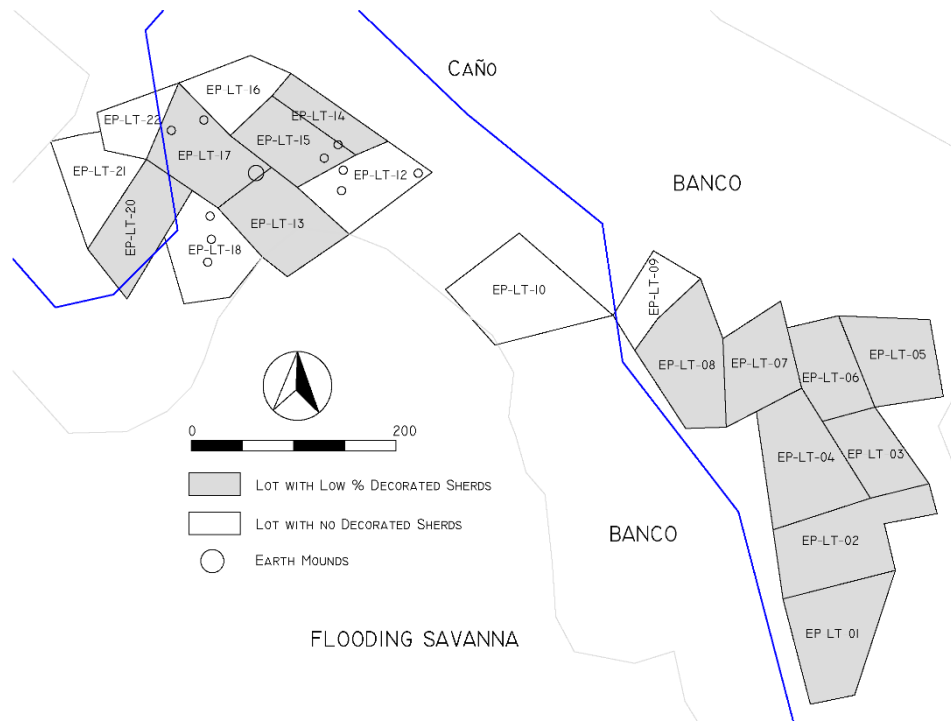 CAÑO
EP-LT-16
EP-LT-14
EP-LT-22
EP-LT-15
EP-LT-17
EP-LT-21
EP-LT-12
BANCO
EP-LT-20
EP-LT-13
EP-LT-18
EP-LT-09
EP-LT-10
EP-LT-05
EP-LT-08
EP-LT-07
EP-LT-06
0 200
EP-LT-04
EP LT 03
LOT WITH LOW % DECORATED SHERDS
LOT WITH NO DECORATED SHERDS
BANCO
EP-LT-02
EARTH MOUNDS
FLOODING SAVANNA
EP LT 01